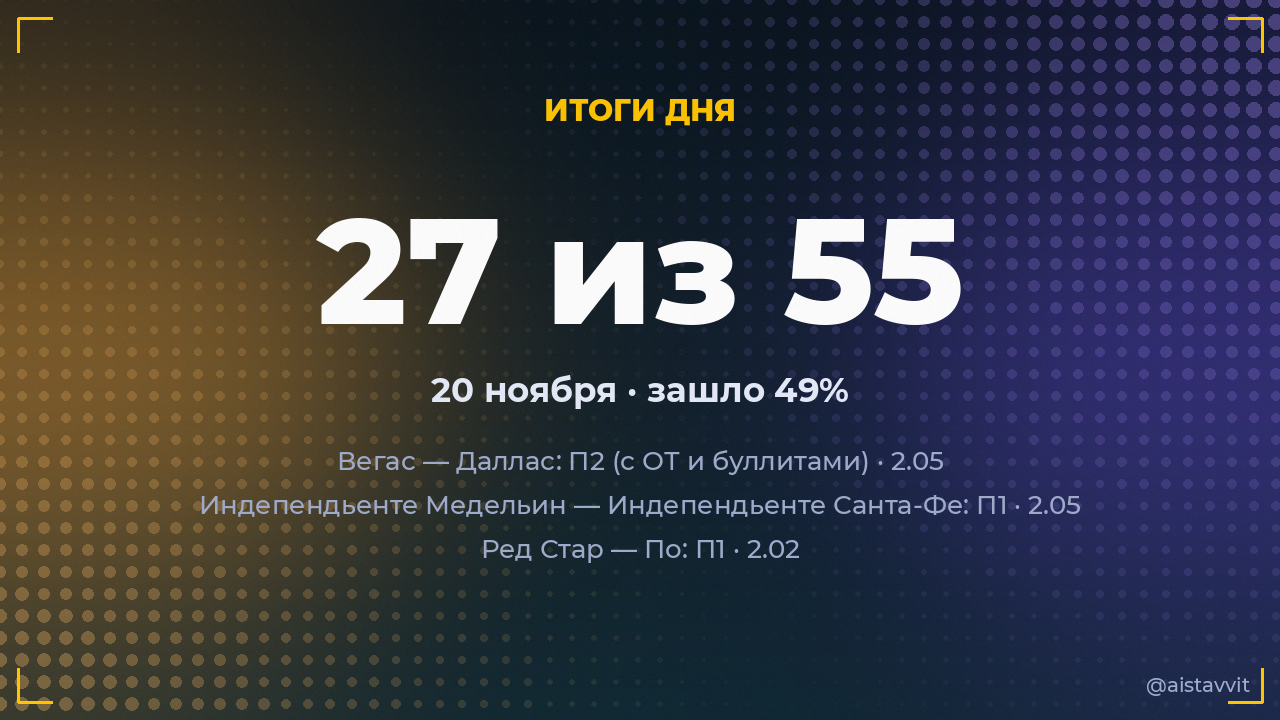 ИТОГИ ДНЯ
27 из 55
20 ноября · зашло 49%
Вегас — Даллас: П2 (с ОТ и буллитами) · 2.05
Индепендьенте Медельин — Индепендьенте Санта-Фе: П1 · 2.05
Ред Стар — По: П1 · 2.02
@aistavvit